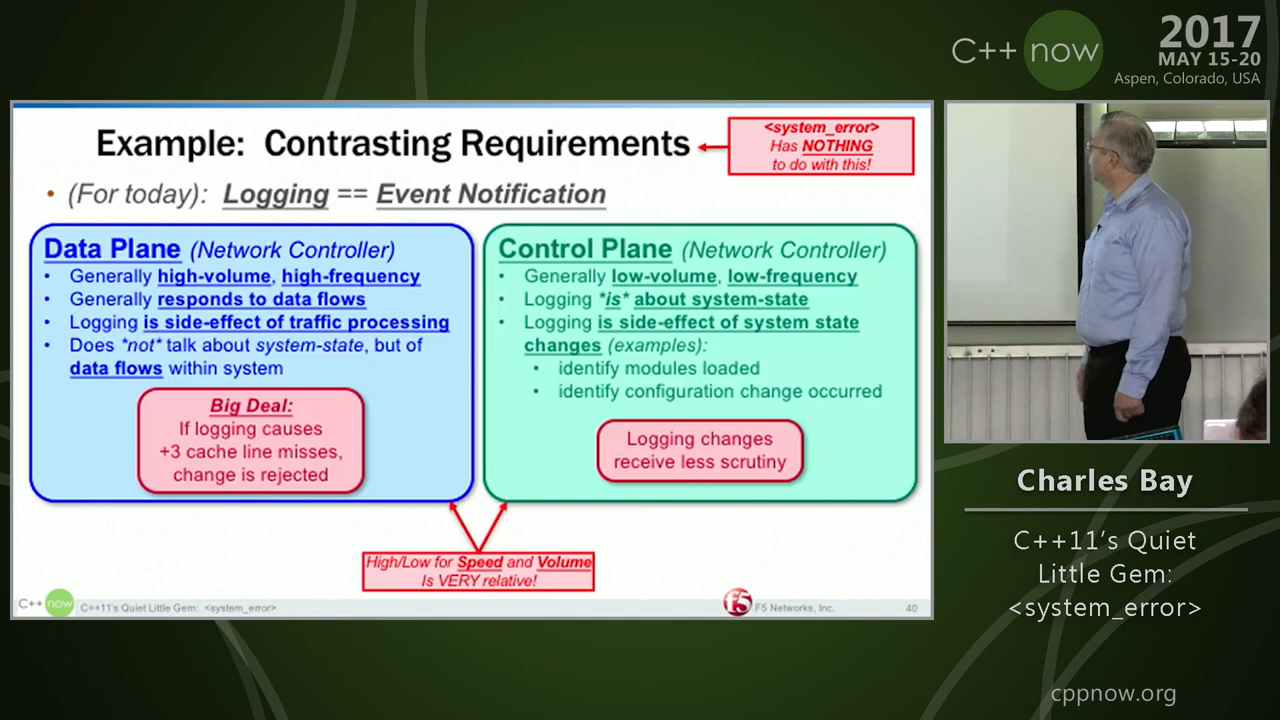 C++ now
2017
MAY 15-20
Aspen, Colorado, USA
Example: Contrasting Requirements
<system_error>
Has NOTHING
to do with this!
• (For today): Logging == Event Notification
Data Plane (Network Controller)
• Generally high-volume, high-frequency
• Generally responds to data flows
• Logging is side-effect of traffic processing
• Does *not* talk about system-state, but of
data flows within system
Big Deal:
If logging causes
+3 cache line misses,
change is rejected
Control Plane (Network Controller)
• Generally low-volume, low-frequency
• Logging *is* about system-state
• Logging is side-effect of system state
changes (examples):
• identify modules loaded
• identify configuration change occurred
Logging changes
receive less scrutiny
High/Low for Speed and Volume
Is VERY relative!
C++ now C++11's Quiet Little Gem: <system_error> f5 F5 Networks, Inc. 40
Charles Bay
C++11’s Quiet
Little Gem:
<system_error>
cppnow.org